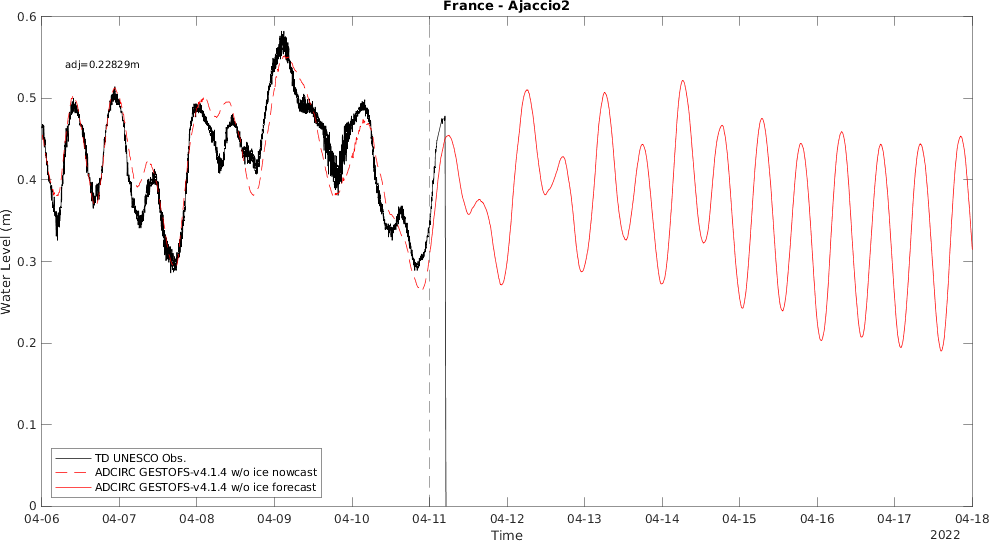 France - Ajaccio2
adj=0.22829m
0.6
0.5
0.4
0.3
0.2
0.1
0
Water Level (m)
TD UNESCO Obs.
ADCIRC GESTOFS-v4.1.4 w/o ice nowcast
ADCIRC GESTOFS-v4.1.4 w/o ice forecast
04-06 04-07 04-08 04-09 04-10 04-11 04-12 04-13 04-14 04-15 04-16 04-17 04-18
Time
2022